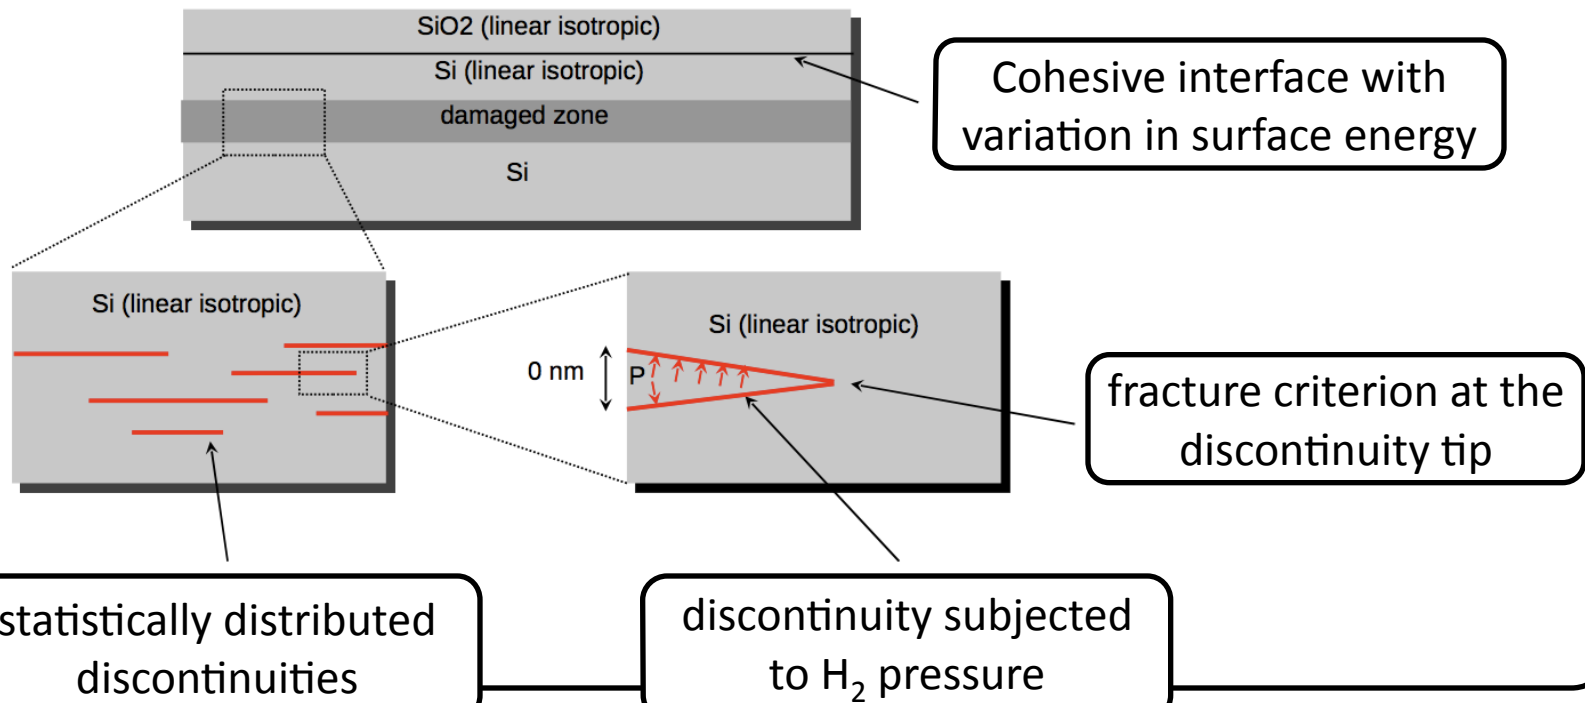 SiO2 (linear isotropic)
Si (linear isotropic)
damaged zone
Si
Cohesive interface with
variation in surface energy
Si (linear isotropic)
Si (linear isotropic)
0 nm
P
fracture criterion at the
discontinuity tip
statistically distributed
discontinuities
discontinuity subjected
to H₂ pressure